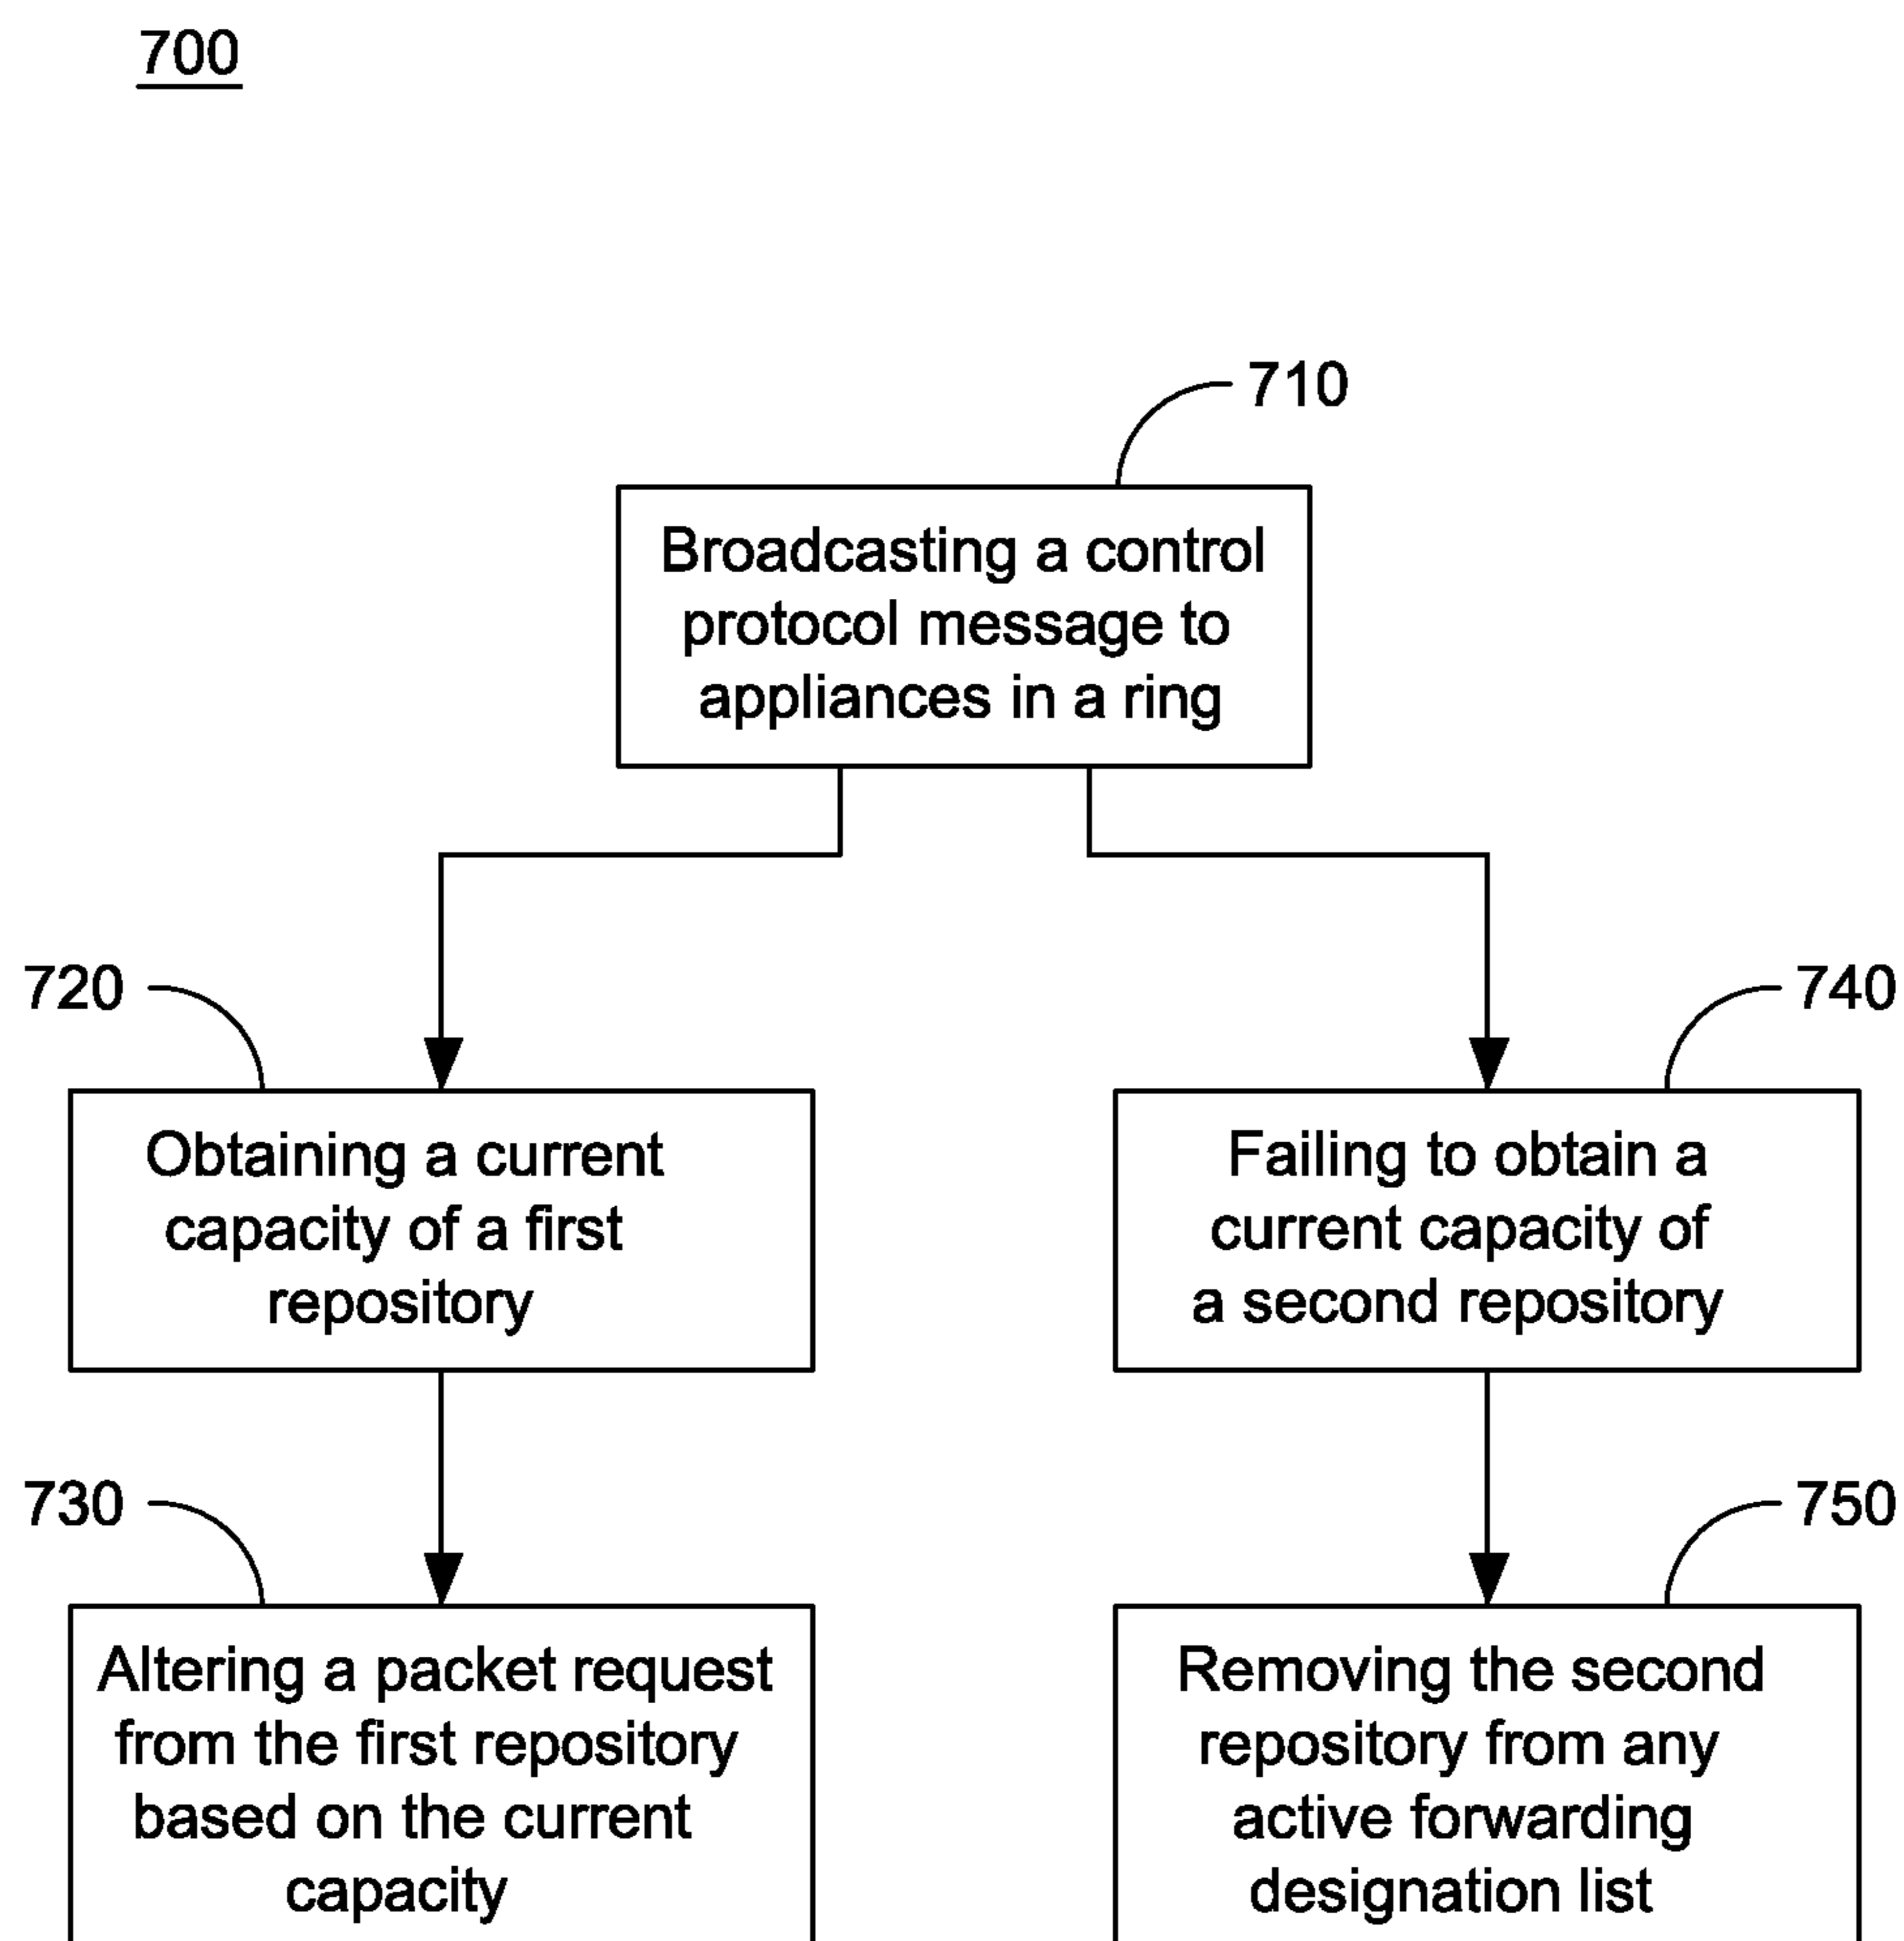 700
710
Broadcasting a control
protocol message to
appliances in a ring
720
Obtaining a current
capacity of a first
repository
740
Failing to obtain a
current capacity of
a second repository
730
Altering a packet request
from the first repository
based on the current
capacity
750
Removing the second
repository from any
active forwarding
designation list